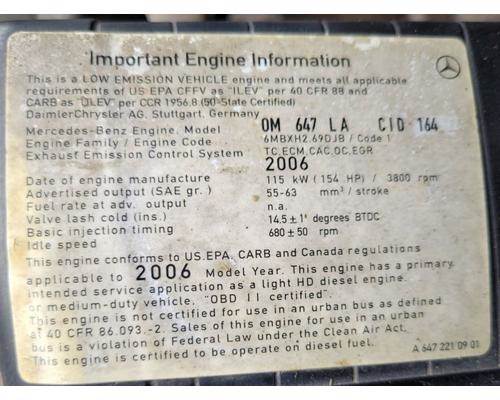 Important Engine Information
This is a LOW EMISSION VEHICLE engine and meets all applicable
requirements of US EPA CFFV as "ILEV" per 40 CFR 88 and
CARB as "ULEV" per CCR 1956.8 (50-State Certified)
DaimlerChrysler AG, Stuttgart, Germany
Mercedes-Benz Engine. Model OM 647 LA CID 164
Engine Family / Engine Code 6MBXH2.69DJB / Code 1
Exhaust Emission Control System TC,ECM,CAC,OC,EGR
Date of engine manufacture 2006
Advertised output (SAE gr. ) 115 kW (154 HP) / 3800 rpm
Fuel rate at adv. output 55-63 mm³ / stroke
Valve lash cold (ins.) n.a.
Basic injection timing 14,5 ± 1° degrees BTDC
Idle speed 680 ± 50 rpm
This engine conforms to US.EPA, CARB and Canada regulations
applicable to 2006 Model Year. This engine has a primary
intended service application as a light HD diesel engine.
or medium-duty vehicle. "OBD II certified".
This engine is not certified for use in an urban bus as defined
at 40 CFR 86.093.-2. Sales of this engine for use in an urban
bus is a violation of Federal Law under the Clean Air Act.
This engine is certified to operate on diesel fuel.
A 647 221 09 01